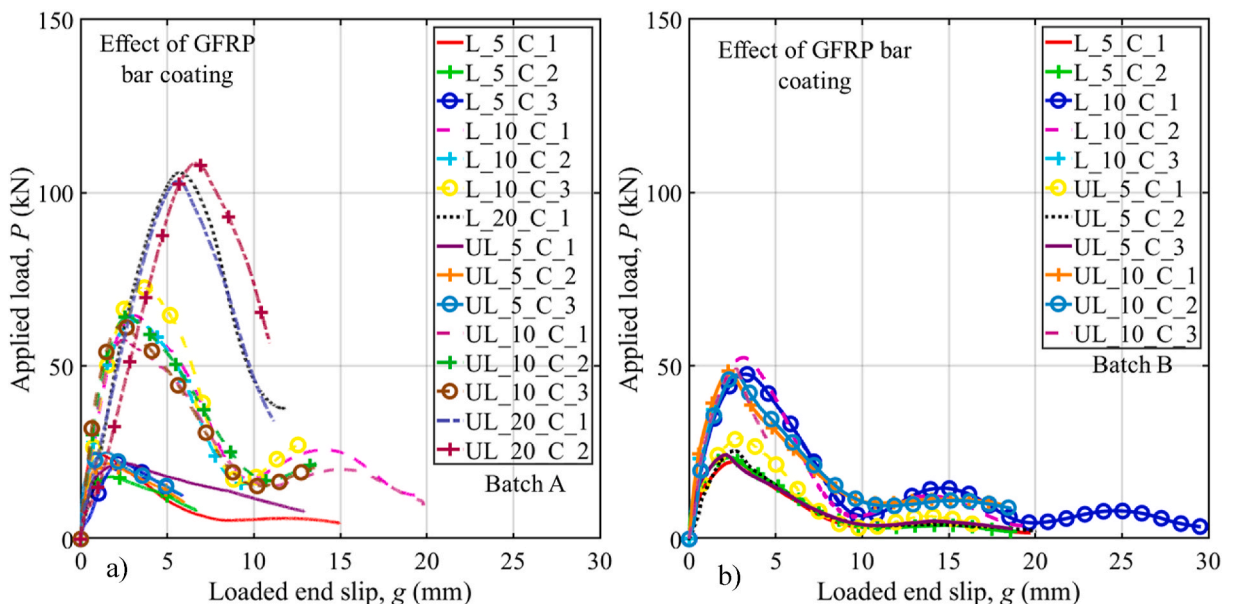 150
Effect of GFRP
bar coating
L_5_C_1
L_5_C_2
L_5_C_3
L_10_C_1
L_10_C_2
L_10_C_3
L_20_C_1
UL_5_C_1
UL_5_C_2
UL_5_C_3
UL_10_C_1
UL_10_C_2
UL_10_C_3
UL_20_C_1
UL_20_C_2
Batch A
100
50
0
Applied load, P (kN)
0 5 10 15 20 25 30
a)
Loaded end slip, g (mm)
150
Effect of GFRP bar
coating
L_5_C_1
L_5_C_2
L_10_C_1
L_10_C_2
L_10_C_3
UL_5_C_1
UL_5_C_2
UL_5_C_3
UL_10_C_1
UL_10_C_2
UL_10_C_3
Batch B
100
50
0
Applied load, P (kN)
0 5 10 15 20 25 30
b)
Loaded end slip, g (mm)